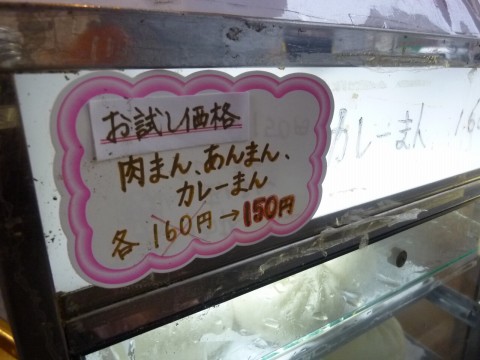 お試し価格
肉まん、あんまん、
カレーまん
各 160円→150円
カレーまん